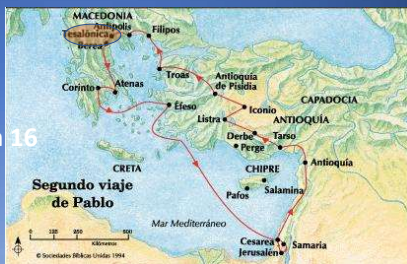 MACEDONIA
Anfípolis
Tesalónica
Filipos
Berea
Troas
Antioquía
de Pisidia
Corinto
Atenas
Éfeso
Iconio
CAPADOCIA
Listra
ANTIOQUÍA
Derbe
Tarso
Perge
16
Antioquía
CRETA
CHIPRE
Salamina
Pafos
Segundo viaje
de Pablo
Mar Mediterráneo
Cesarea
Samaria
Jerusalén
Kilómetros
© Sociedades Bíblicas Unidas 1994